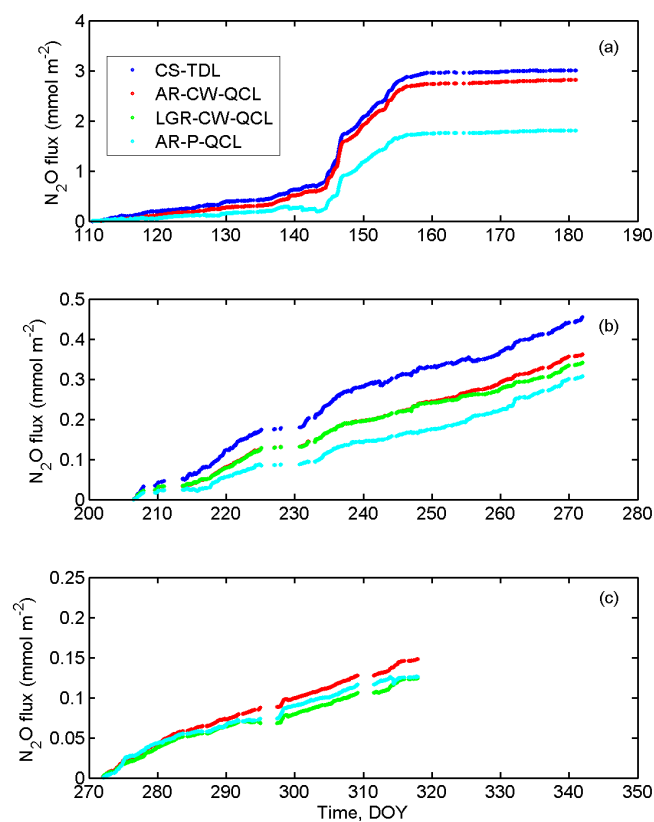 4
3
2
1
0
N2O flux (mmol m-2)
(a)
CS-TDL
AR-CW-QCL
LGR-CW-QCL
AR-P-QCL
110 120 130 140 150 160 170 180 190
0.5
0.4
0.3
0.2
0.1
0
N2O flux (mmol m-2)
(b)
200 210 220 230 240 250 260 270 280
0.25
0.2
0.15
0.1
0.05
0
N2O flux (mmol m-2)
(c)
270 280 290 300 310 320 330 340 350
Time, DOY